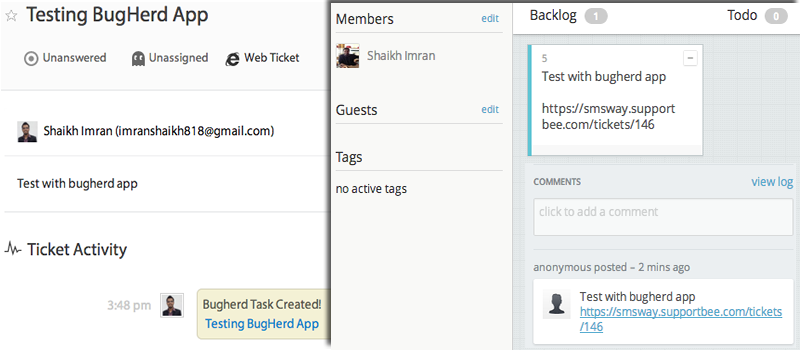 Testing BugHerd App
Unanswered
Unassigned
Web Ticket
Shaikh Imran (imranshaikh818@gmail.com)
Test with bugherd app
Ticket Activity
3:48 pm
Bugherd Task Created!
Testing BugHerd App
Members
edit
Shaikh Imran
Guests
edit
Tags
no active tags
Backlog 1
Todo 0
5
Test with bugherd app
https://smsway.support
bee.com/tickets/146
COMMENTS
view log
click to add a comment
anonymous posted – 2 mins ago
Test with bugherd app
https://smsway.supportbee.com/tickets
/146